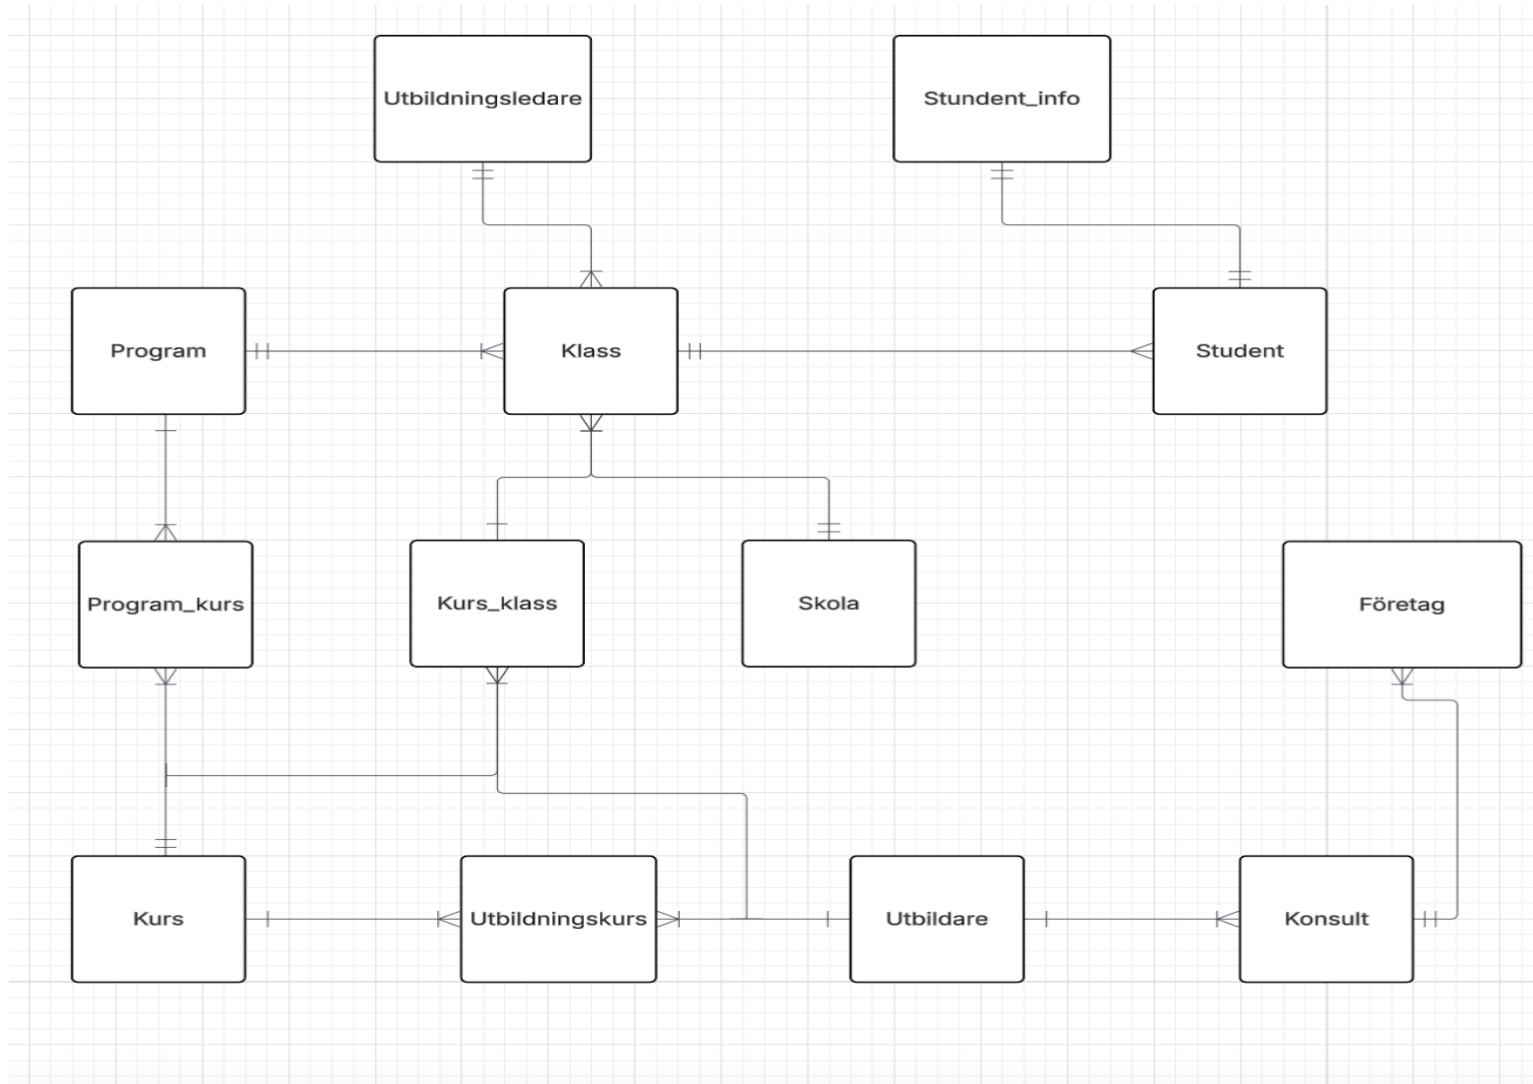 Utbildningsledare
Stundent_info
Program
Klass
Student
Program_kurs
Kurs_klass
Skola
Företag
Kurs
Utbildningskurs
Utbildare
Konsult